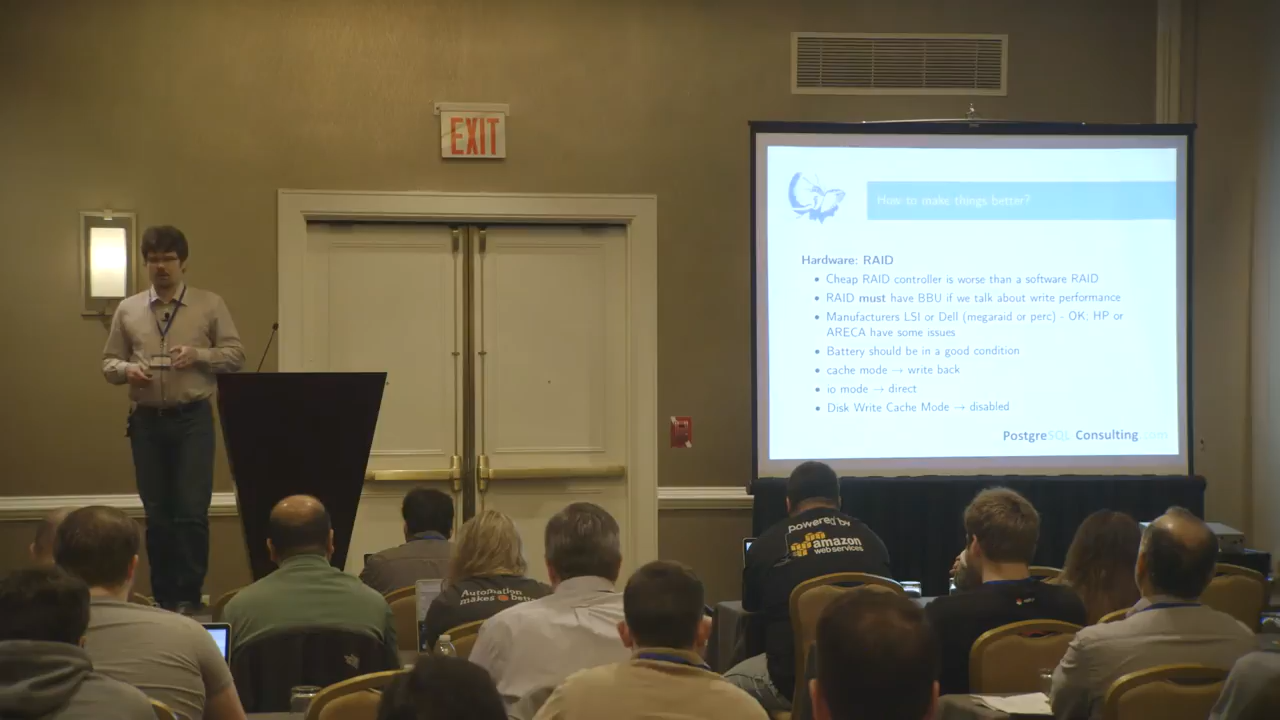 EXIT
How to make things better?
Hardware: RAID
• Cheap RAID controller is worse than a software RAID
• RAID must have BBU if we talk about write performance
• Manufacturers LSI or Dell (megaraid or perc) - OK; HP or
ARECA have some issues
• Battery should be in a good condition
• cache mode → write back
• io mode → direct
• Disk Write Cache Mode → disabled
PostgreSQL Consulting.com
powered by
amazon
webservices
Automation
makes